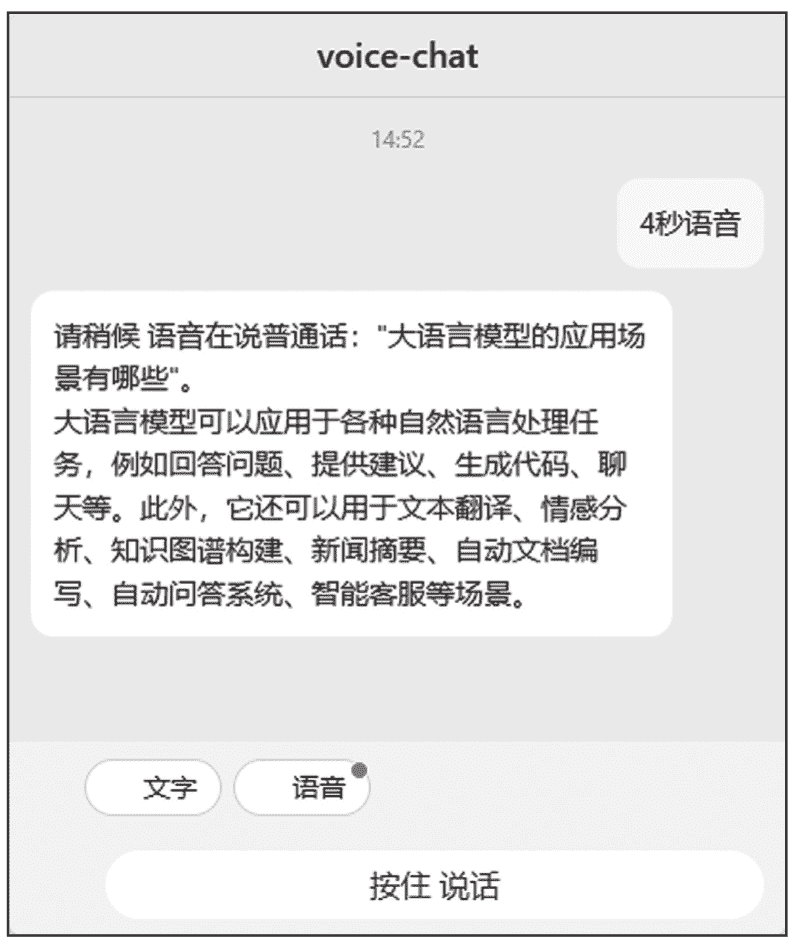 voice-chat
14:52
4秒语音
请稍候 语音在说普通话："大语言模型的应用场
景有哪些"。
大语言模型可以应用于各种自然语言处理任
务，例如回答问题、提供建议、生成代码、聊
天等。此外，它还可以用于文本翻译、情感分
析、知识图谱构建、新闻摘要、自动文档编
写、自动问答系统、智能客服等场景。
文字
语音
按住 说话